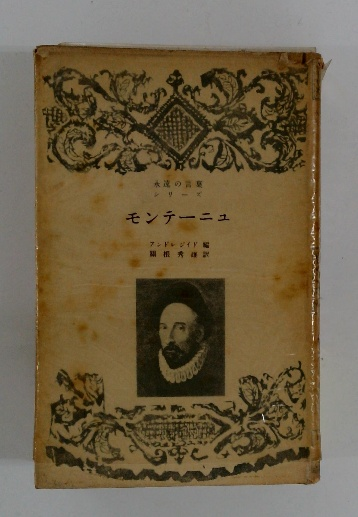 永遠の言葉
シリーズ
モンテーニュ
アンドレ・ジイド 編
關根秀雄訳